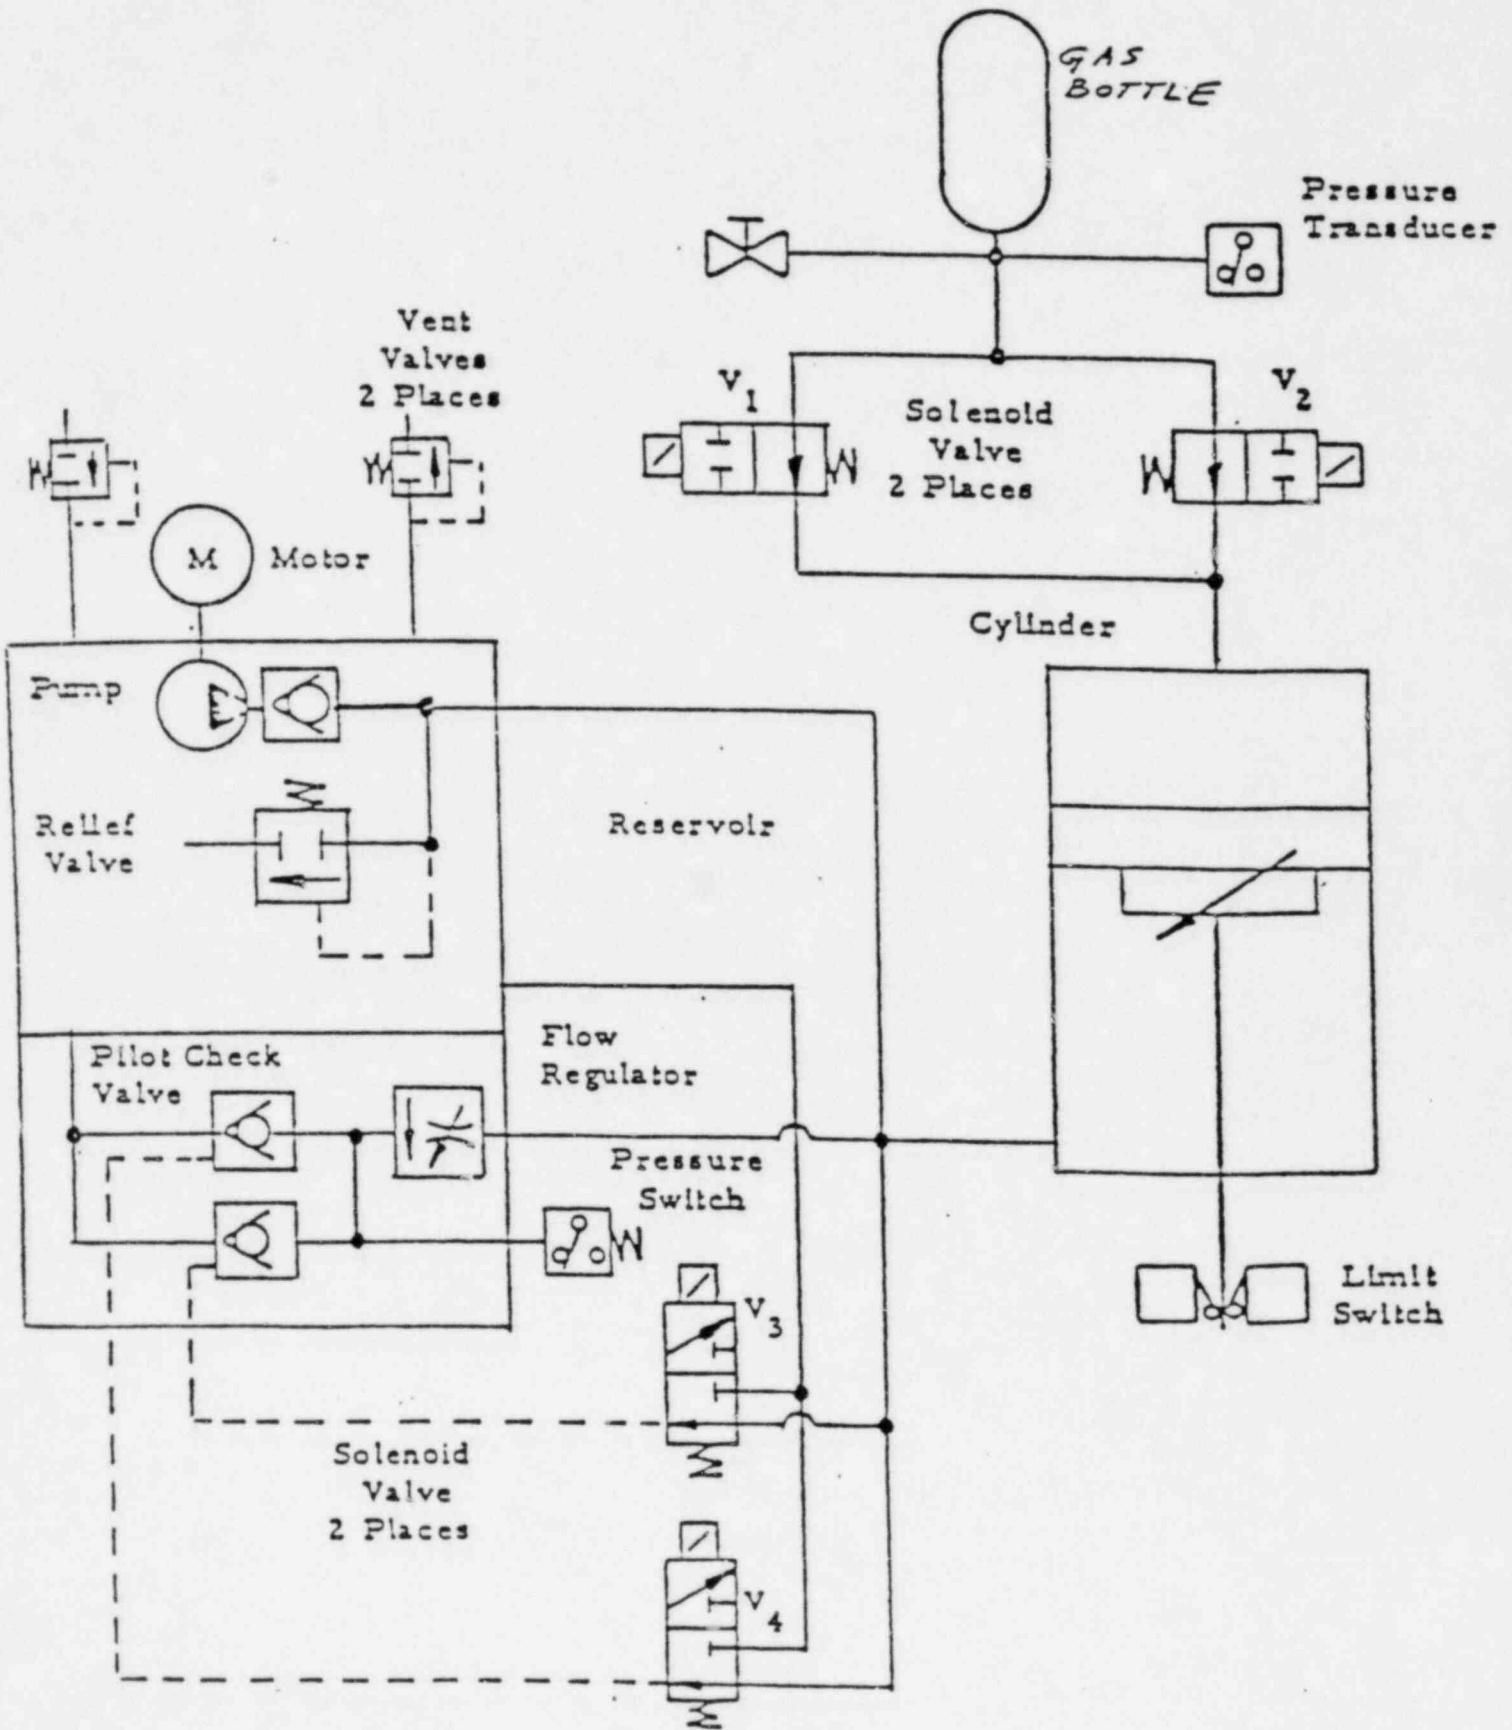 GAS
BOTTLE
Pressure
Transducer
Vent
Valves
2 Places
V1
Solenoid
Valve
2 Places
V2
M
Motor
Cylinder
Pump
Relief
Valve
Reservoir
Pilot Check
Valve
Flow
Regulator
Pressure
Switch
Limit
Switch
V3
Solenoid
Valve
2 Places
V4